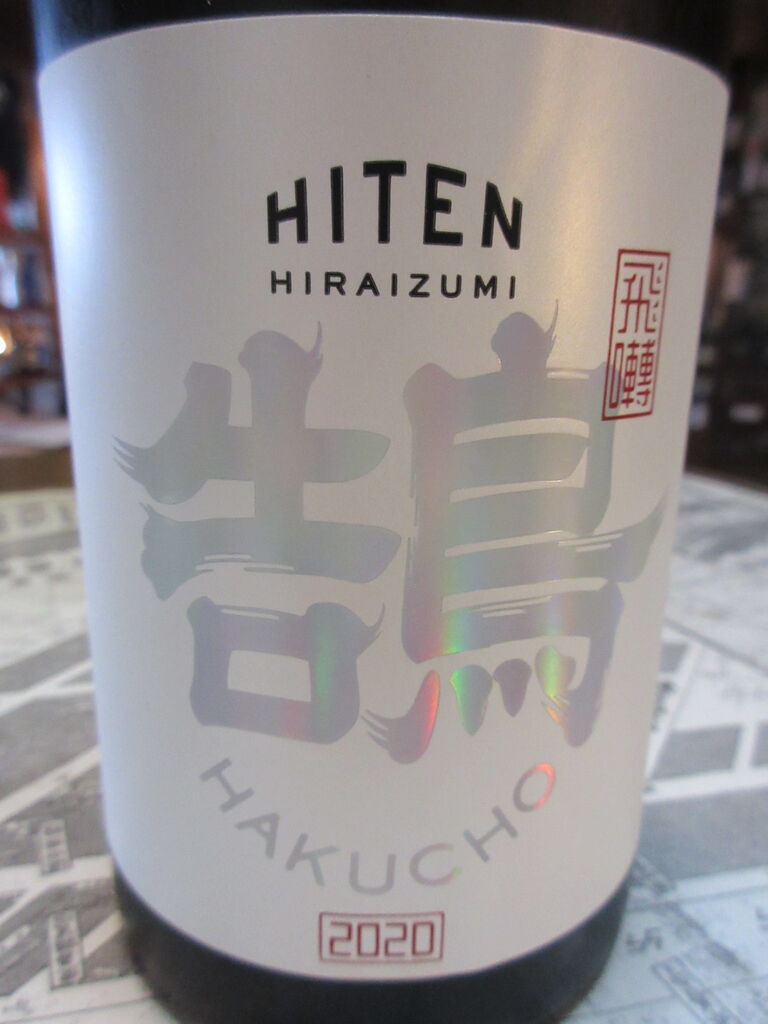 HITEN
HIRAIZUMI
飛囀
鵠
HAKUCHO
2020